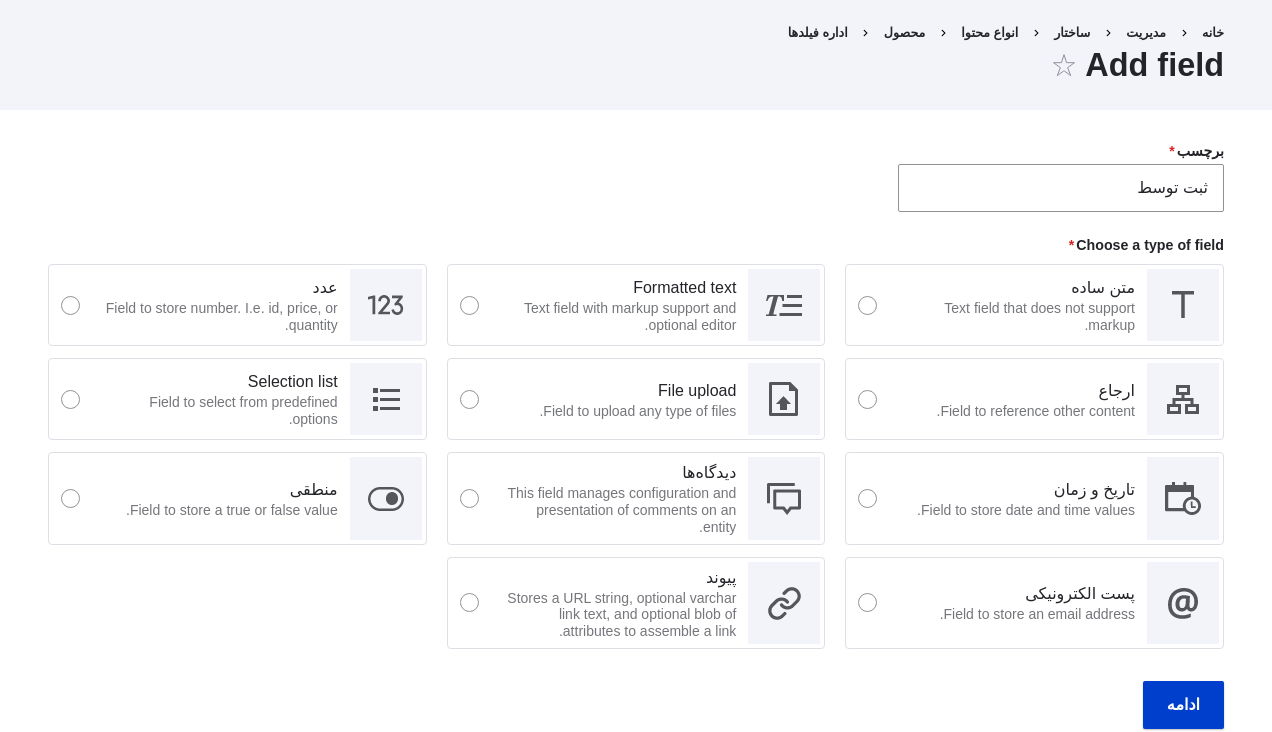 خانه › مدیریت › ساختار › انواع محتوا › محصول › اداره فیلدها
Add field ☆
برچسب *
ثبت توسط
Choose a type of field *
متن ساده
Text field that does not support
markup.
Formatted text
Text field with markup support and
optional editor.
عدد
Field to store number. I.e. id, price, or
quantity.
ارجاع
Field to reference other content.
File upload
Field to upload any type of files.
Selection list
Field to select from predefined
options.
تاریخ و زمان
Field to store date and time values.
دیدگاه‌ها
This field manages configuration and
presentation of comments on an
entity.
منطقی
Field to store a true or false value.
پست الکترونیکی
Field to store an email address.
پیوند
Stores a URL string, optional varchar
link text, and optional blob of
attributes to assemble a link.
ادامه